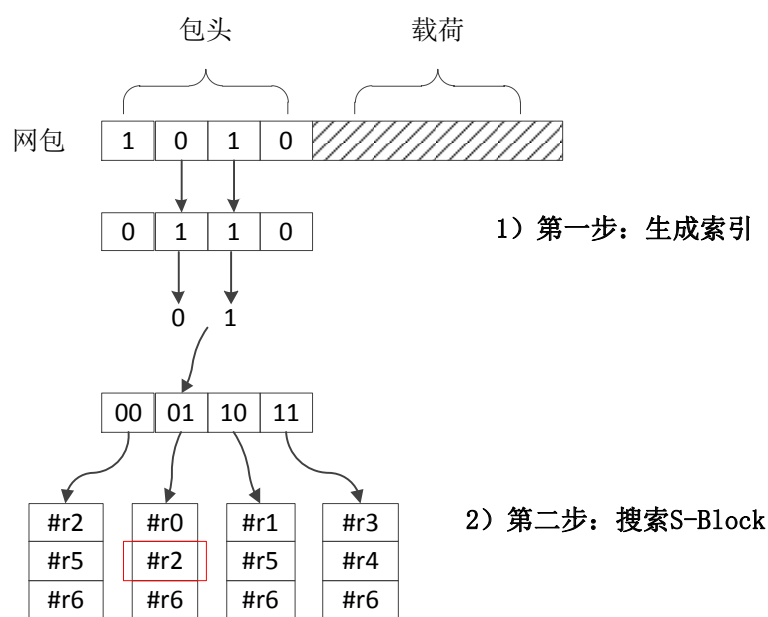 包头 载荷
网包 1 0 1 0
0 1 1 0 1）第一步：生成索引
0 1
00 01 10 11
#r2 #r0 #r1 #r3 2）第二步：搜索S-Block
#r5 #r2 #r5 #r4
#r6 #r6 #r6 #r6